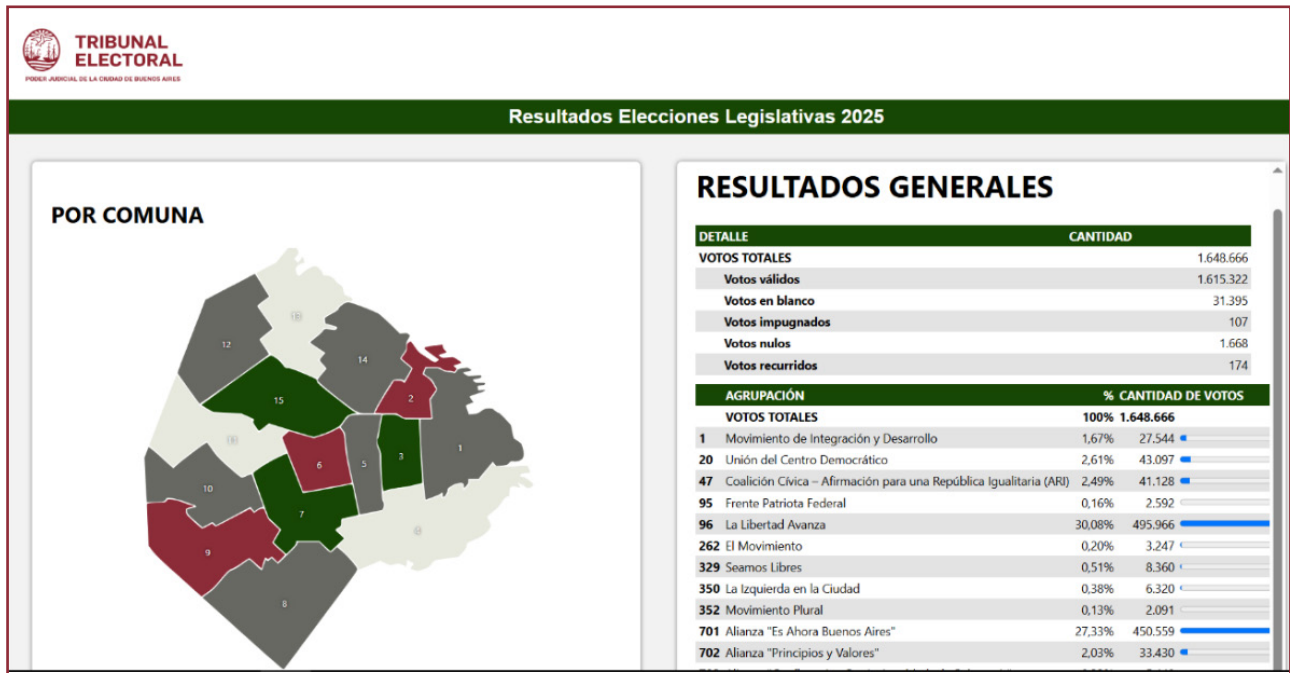 TRIBUNAL
ELECTORAL
PODER JUDICIAL DE LA CIUDAD DE BUENOS AIRES
Resultados Elecciones Legislativas 2025
POR COMUNA
13
12
14
15
2
11
6
5
3
1
10
7
4
9
8
RESULTADOS GENERALES
DETALLE CANTIDAD
VOTOS TOTALES 1.648.666
Votos válidos 1.615.322
Votos en blanco 31.395
Votos impugnados 107
Votos nulos 1.668
Votos recurridos 174
AGRUPACIÓN % CANTIDAD DE VOTOS
VOTOS TOTALES 100% 1.648.666
1 Movimiento de Integración y Desarrollo 1,67% 27.544
20 Unión del Centro Democrático 2,61% 43.097
47 Coalición Cívica – Afirmación para una República Igualitaria (ARI) 2,49% 41.128
95 Frente Patriota Federal 0,16% 2.592
96 La Libertad Avanza 30,08% 495.966
262 El Movimiento 0,20% 3.247
329 Seamos Libres 0,51% 8.360
350 La Izquierda en la Ciudad 0,38% 6.320
352 Movimiento Plural 0,13% 2.091
701 Alianza "Es Ahora Buenos Aires" 27,33% 450.559
702 Alianza "Principios y Valores" 2,03% 33.430